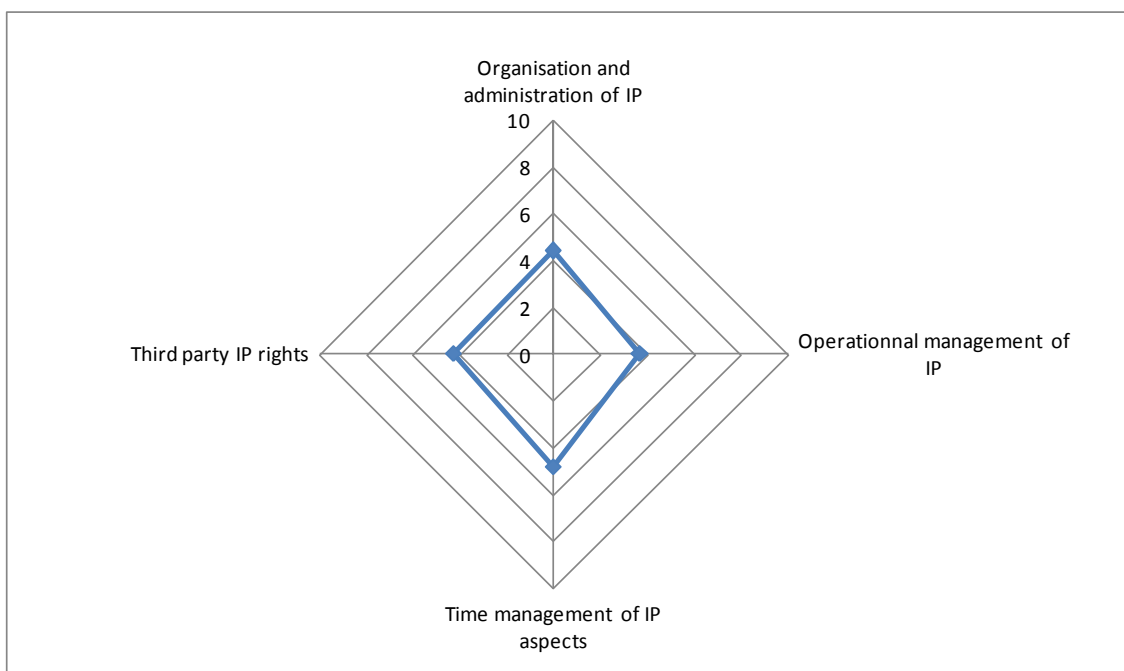 Organisation and
administration of IP
10
8
6
4
2
0
Third party IP rights
Operationnal management of
IP
Time management of IP
aspects